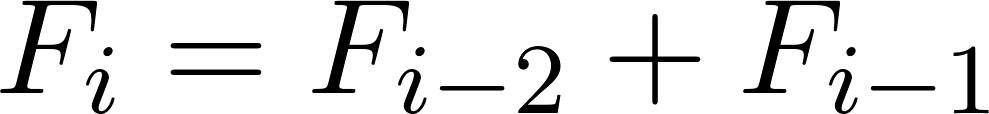 F_i = F_{i-2} + F_{i-1}